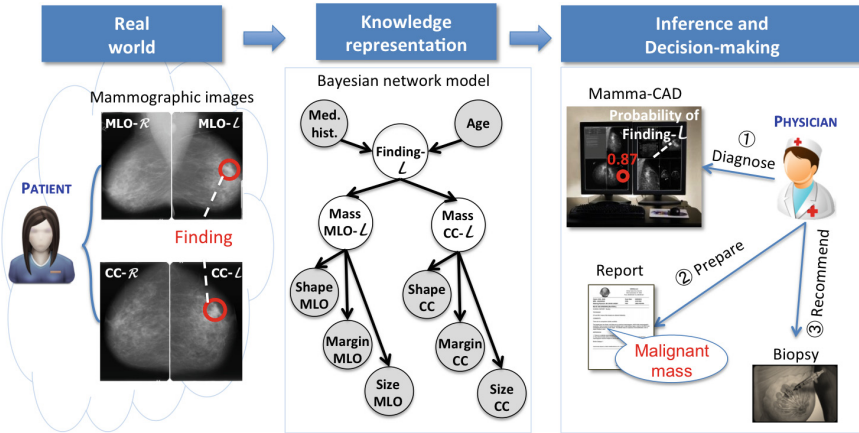 Real
world
Knowledge
representation
Inference and
Decision-making
Mammographic images
MLO-R
MLO-L
PATIENT
Finding
CC-R
CC-L
Bayesian network model
Med.
hist.
Age
Finding-
L
Mass
MLO-L
Mass
CC-L
Shape
MLO
Shape
CC
Margin
MLO
Margin
CC
Size
MLO
Size
CC
Mamma-CAD
Probability of
Finding-L
0.87
PHYSICIAN
① Diagnose
② Prepare
③ Recommend
Report
Malignant
mass
Biopsy